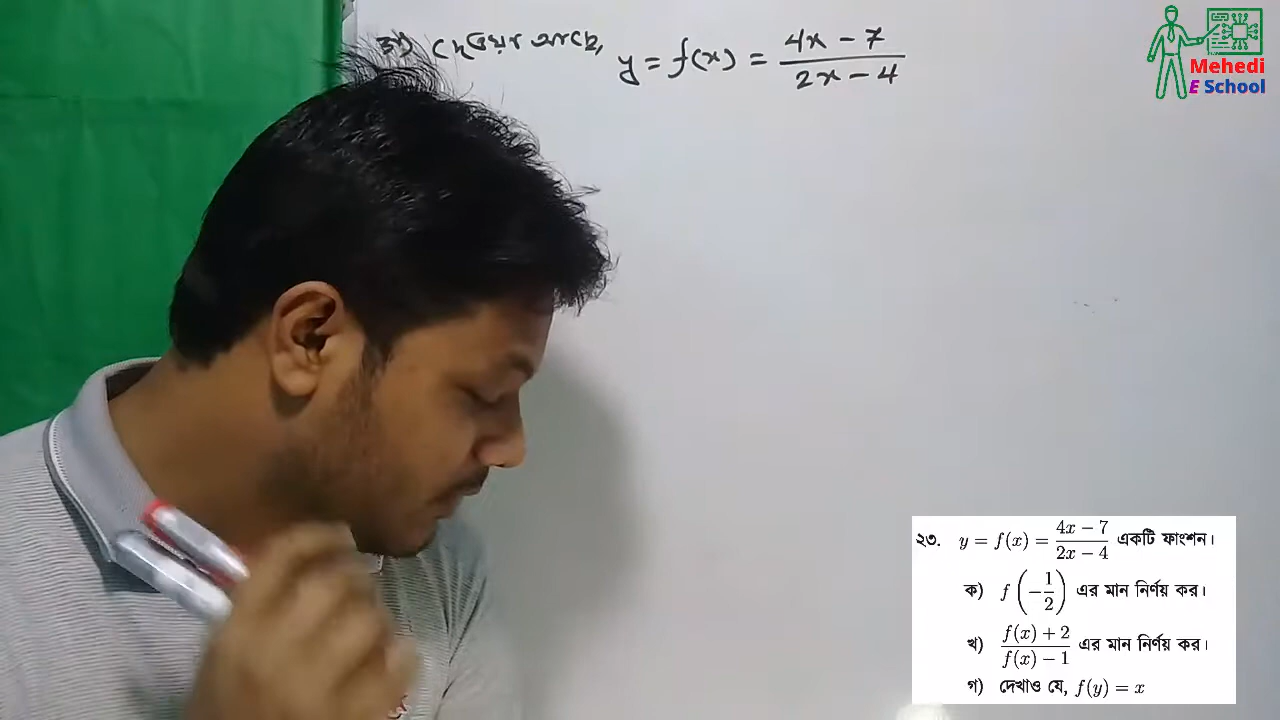 দেওয়া আছে, y = f(x) = (4x - 7)/(2x - 4)
Mehedi
E School
২৩. y = f(x) = (4x - 7)/(2x - 4) একটি ফাংশন।
ক) f(-1/2) এর মান নির্ণয় কর।
খ) (f(x) + 2)/(f(x) - 1) এর মান নির্ণয় কর।
গ) দেখাও যে, f(y) = x